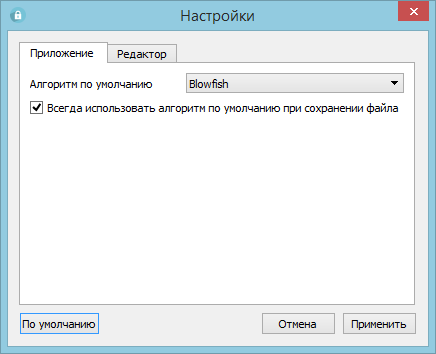 Настройки
Приложение Редактор
Алгоритм по умолчанию Blowfish
Всегда использовать алгоритм по умолчанию при сохранении файла
По умолчанию Отмена Применить